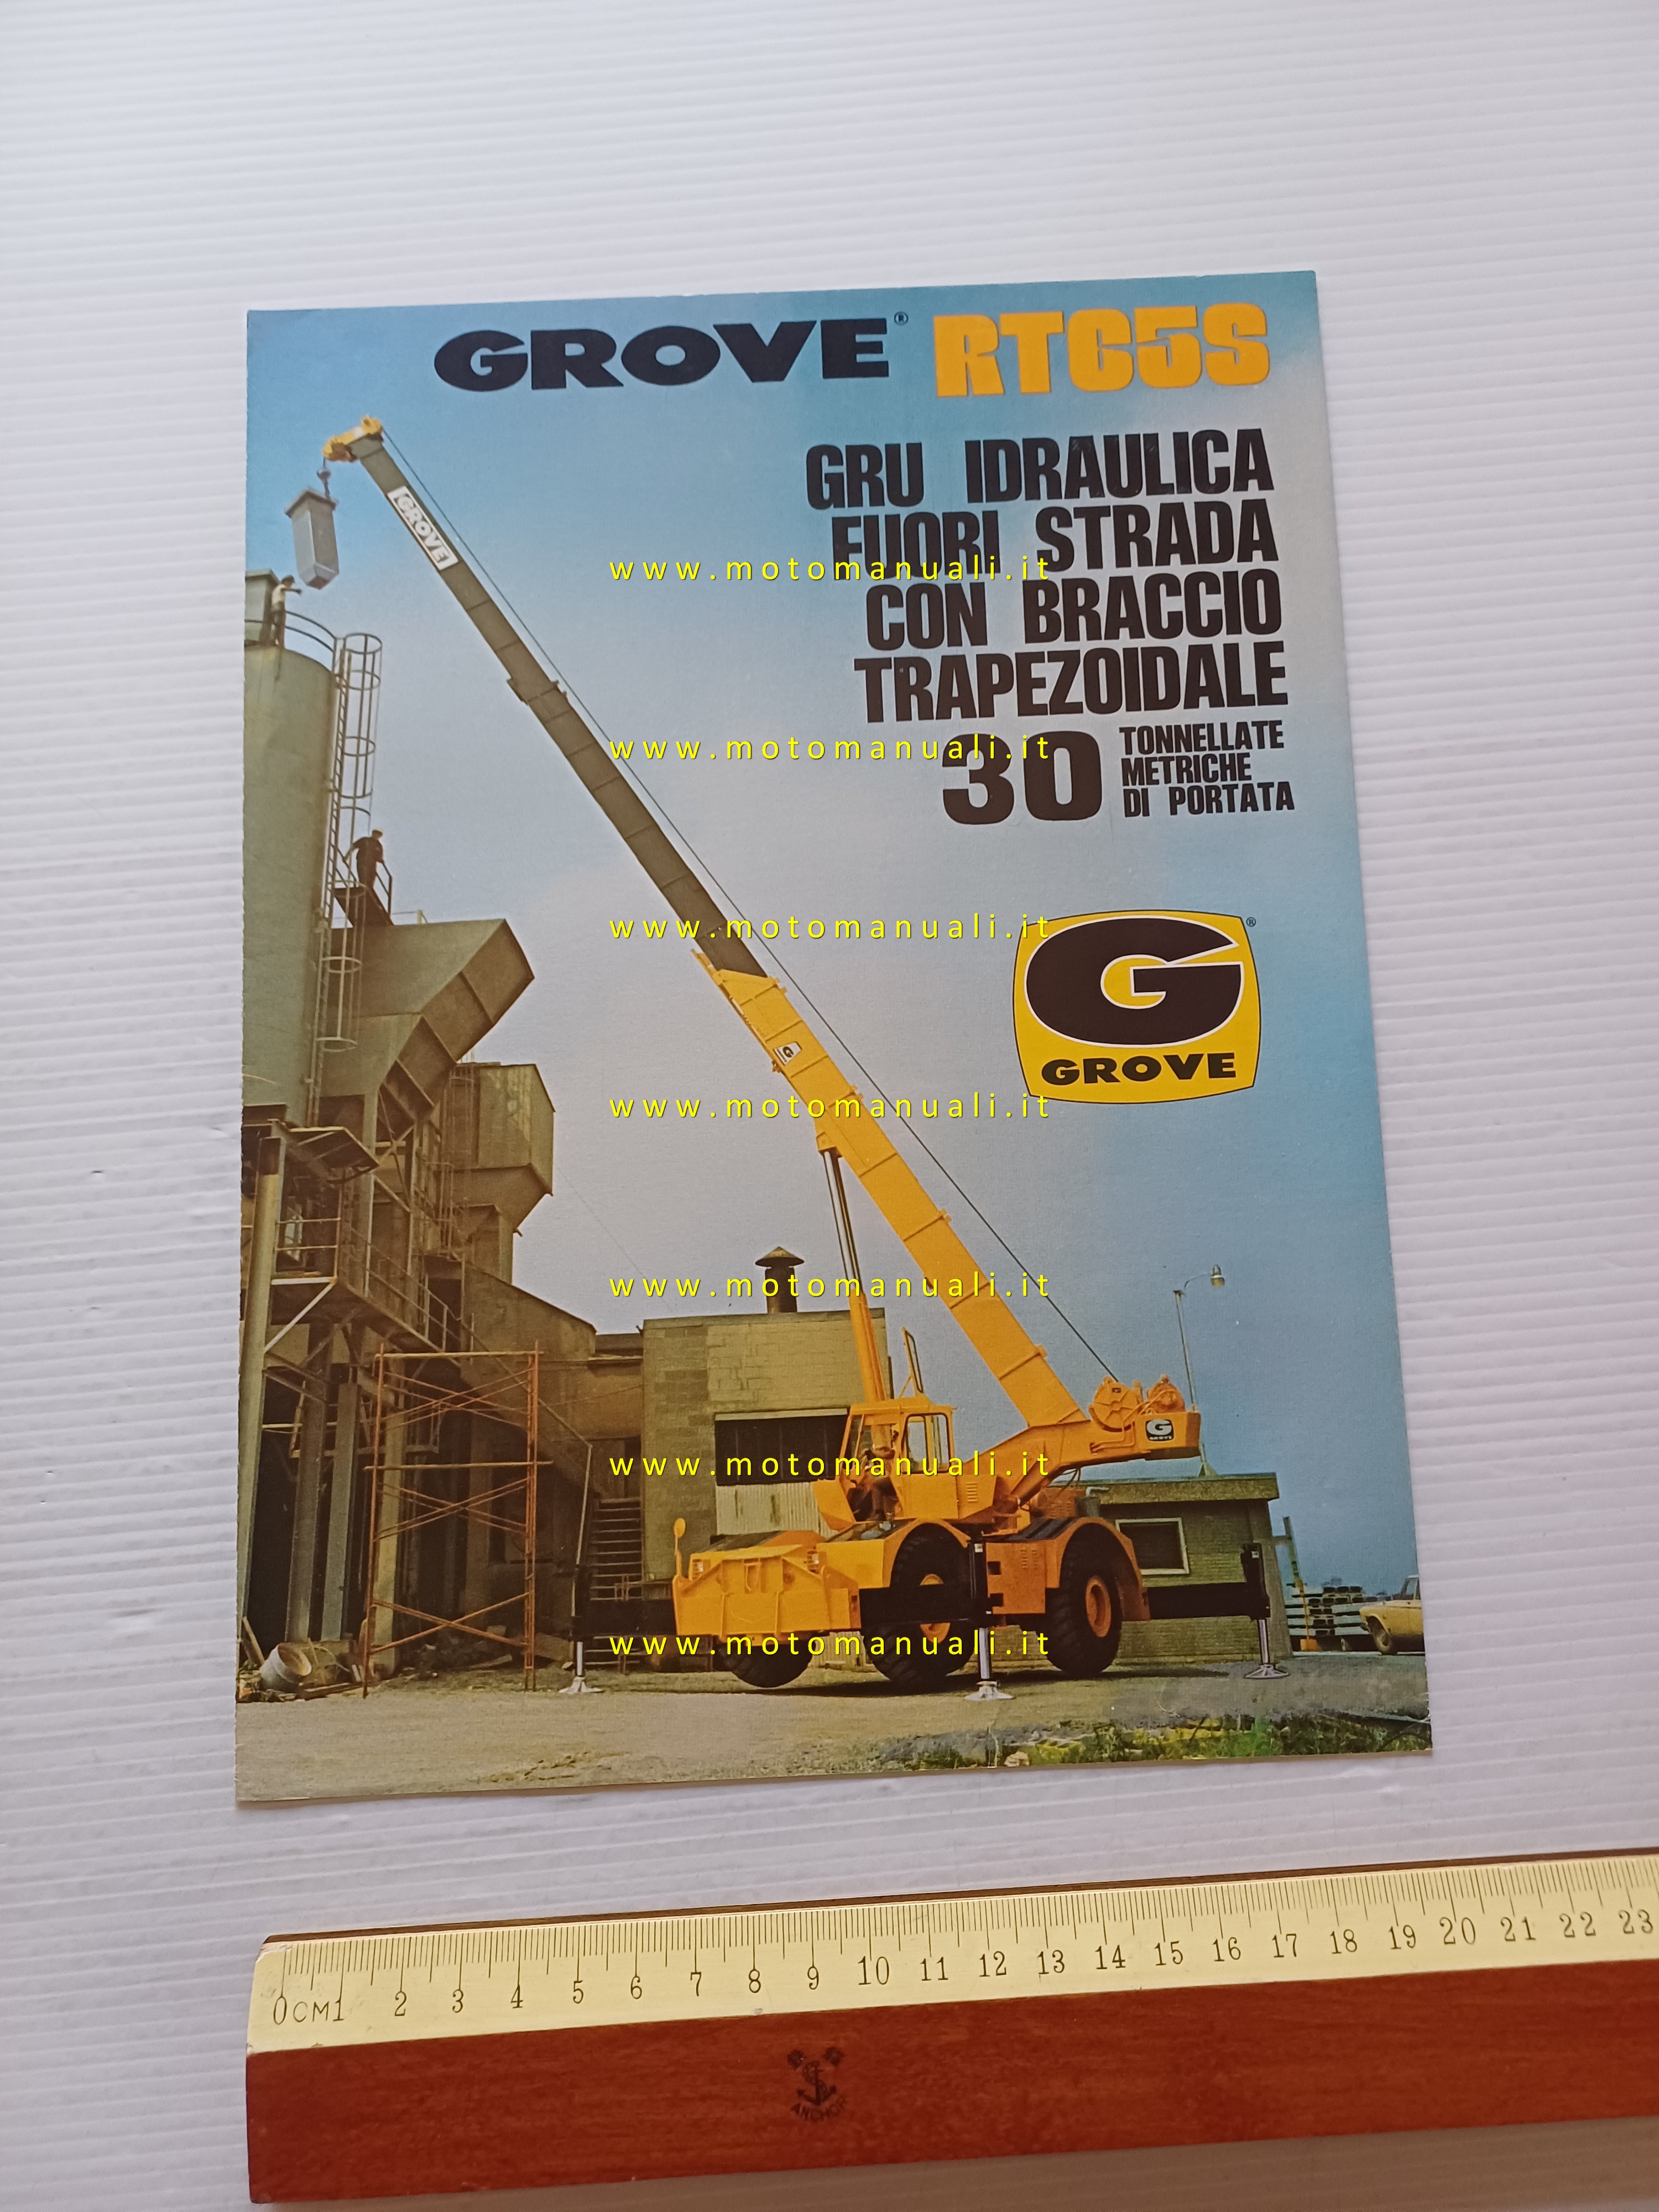 GROVE® RT65S
GROVE
GRU IDRAULICA
FUORI STRADA
CON BRACCIO
TRAPEZOIDALE
30 TONNELLATE
METRICHE
DI PORTATA
G®
GROVE
G
G
GROVE
www.motomanuali.it
www.motomanuali.it
www.motomanuali.it
www.motomanuali.it
www.motomanuali.it
www.motomanuali.it
www.motomanuali.it
0CM1 2 3 4 5 6 7 8 9 10 11 12 13 14 15 16 17 18 19 20 21 22 23
ANCHOR